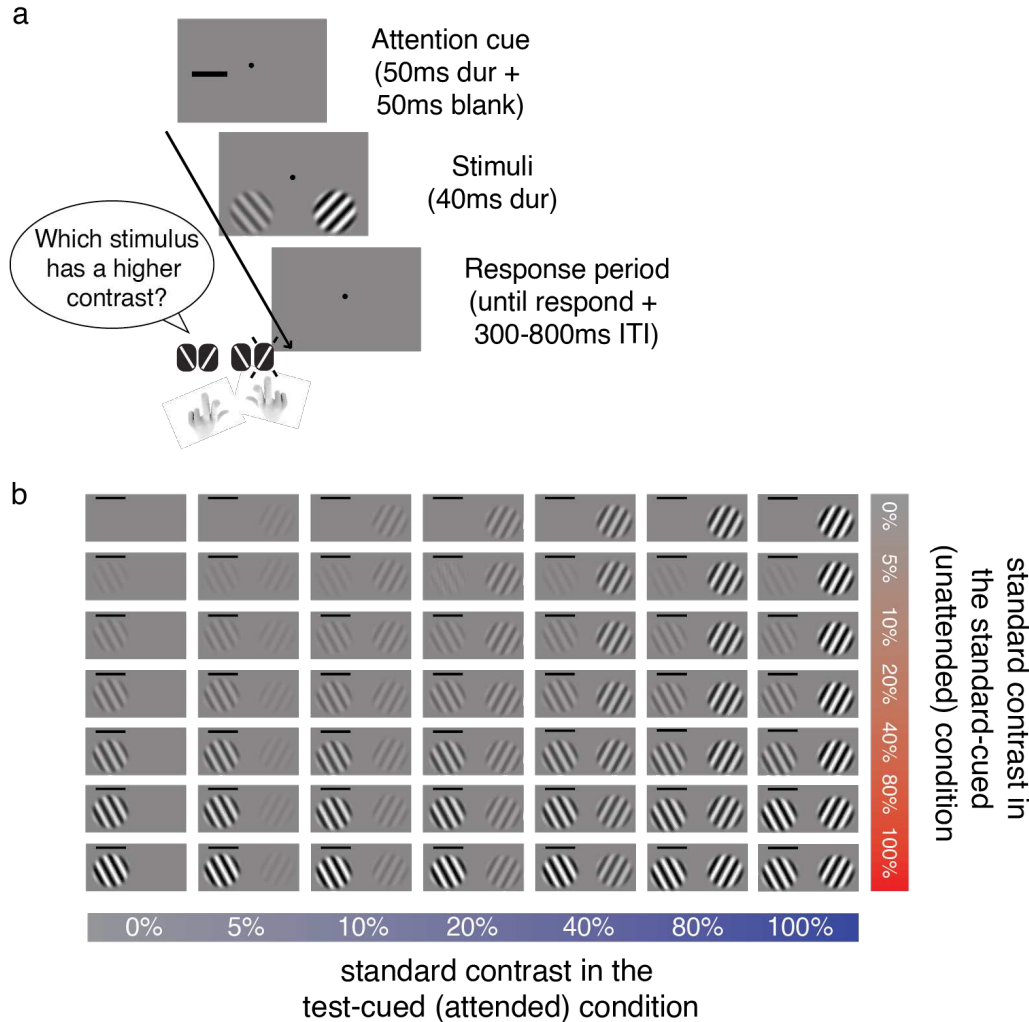 a
Attention cue
(50ms dur +
50ms blank)
Stimuli
(40ms dur)
Which stimulus
has a higher
contrast?
Response period
(until respond +
300-800ms ITI)
b
0%
5%
10%
20%
40%
80%
100%
standard contrast in
the standard-cued
(unattended) condition
0%
5%
10%
20%
40%
80%
100%
standard contrast in the
test-cued (attended) condition